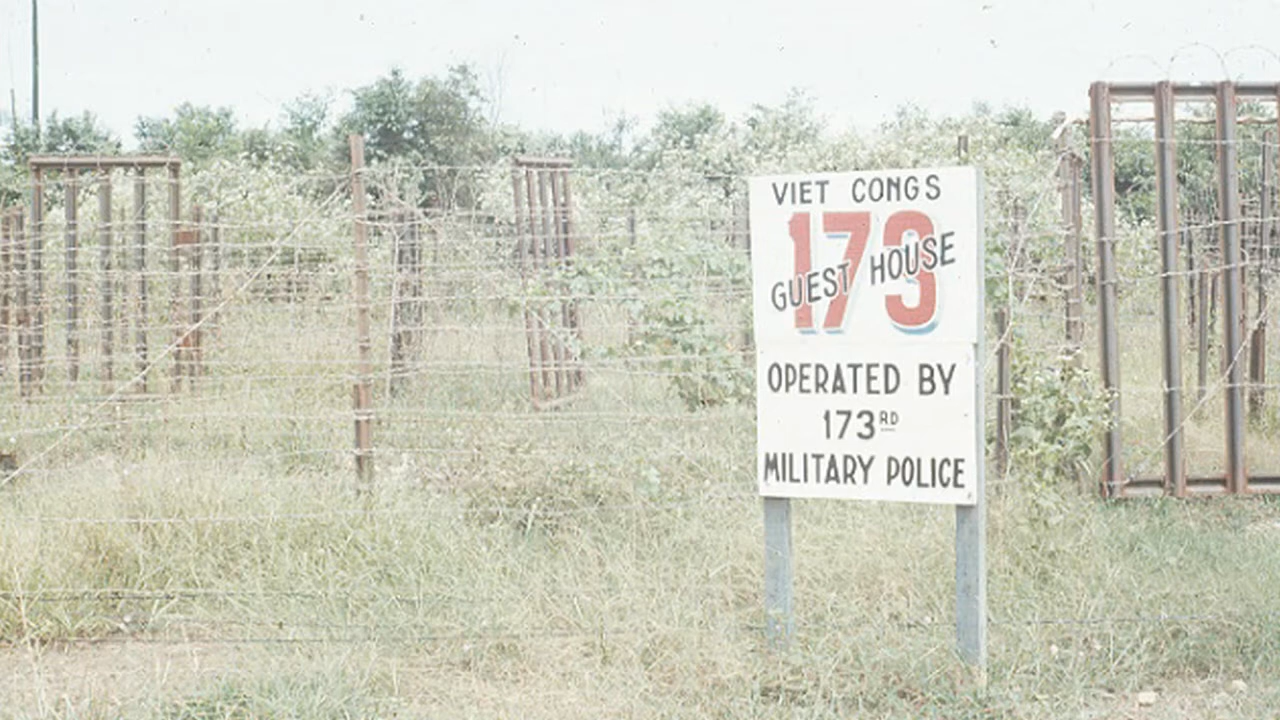 VIET CONGS
173
GUEST HOUSE
OPERATED BY
173RD
MILITARY POLICE